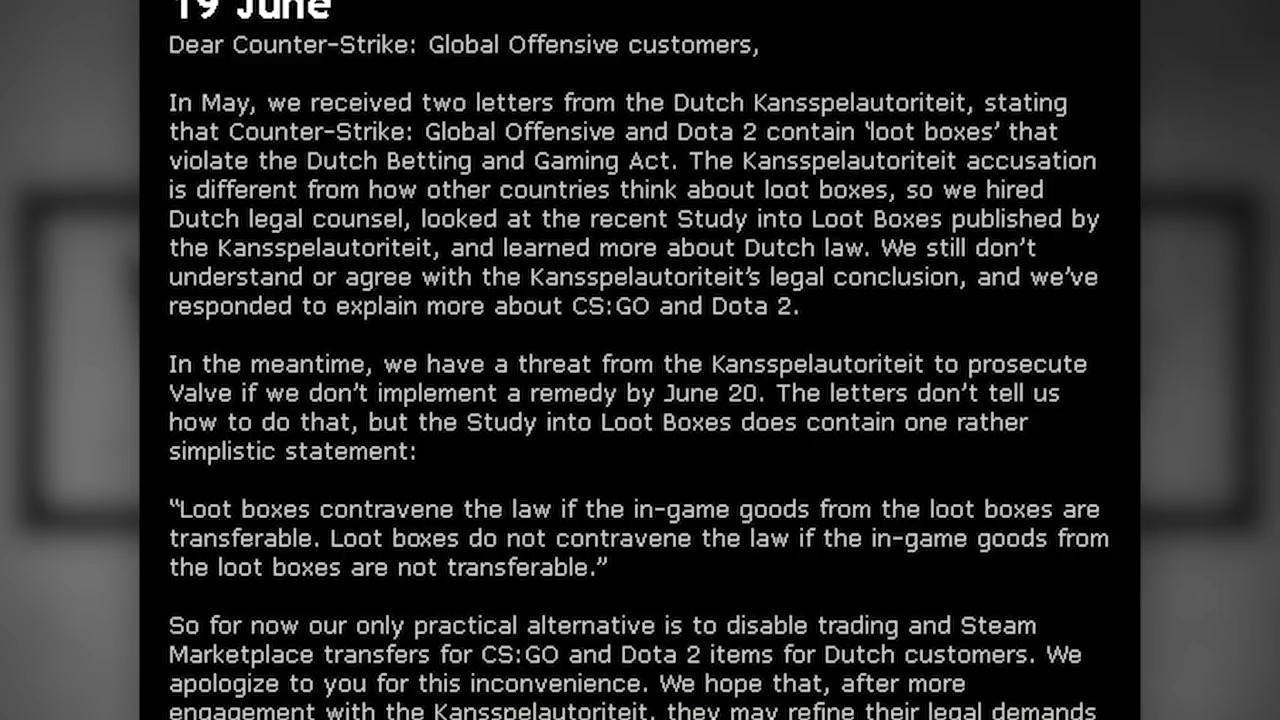 19 June
Dear Counter-Strike: Global Offensive customers,
In May, we received two letters from the Dutch Kansspelautoriteit, stating
that Counter-Strike: Global Offensive and Dota 2 contain ‘loot boxes’ that
violate the Dutch Betting and Gaming Act. The Kansspelautoriteit accusation
is different from how other countries think about loot boxes, so we hired
Dutch legal counsel, looked at the recent Study into Loot Boxes published by
the Kansspelautoriteit, and learned more about Dutch law. We still don’t
understand or agree with the Kansspelautoriteit’s legal conclusion, and we’ve
responded to explain more about CS:GO and Dota 2.
In the meantime, we have a threat from the Kansspelautoriteit to prosecute
Valve if we don’t implement a remedy by June 20. The letters don’t tell us
how to do that, but the Study into Loot Boxes does contain one rather
simplistic statement:
“Loot boxes contravene the law if the in-game goods from the loot boxes are
transferable. Loot boxes do not contravene the law if the in-game goods from
the loot boxes are not transferable.”
So for now our only practical alternative is to disable trading and Steam
Marketplace transfers for CS:GO and Dota 2 items for Dutch customers. We
apologize to you for this inconvenience. We hope that, after more
engagement with the Kansspelautoriteit, they may refine their legal demands